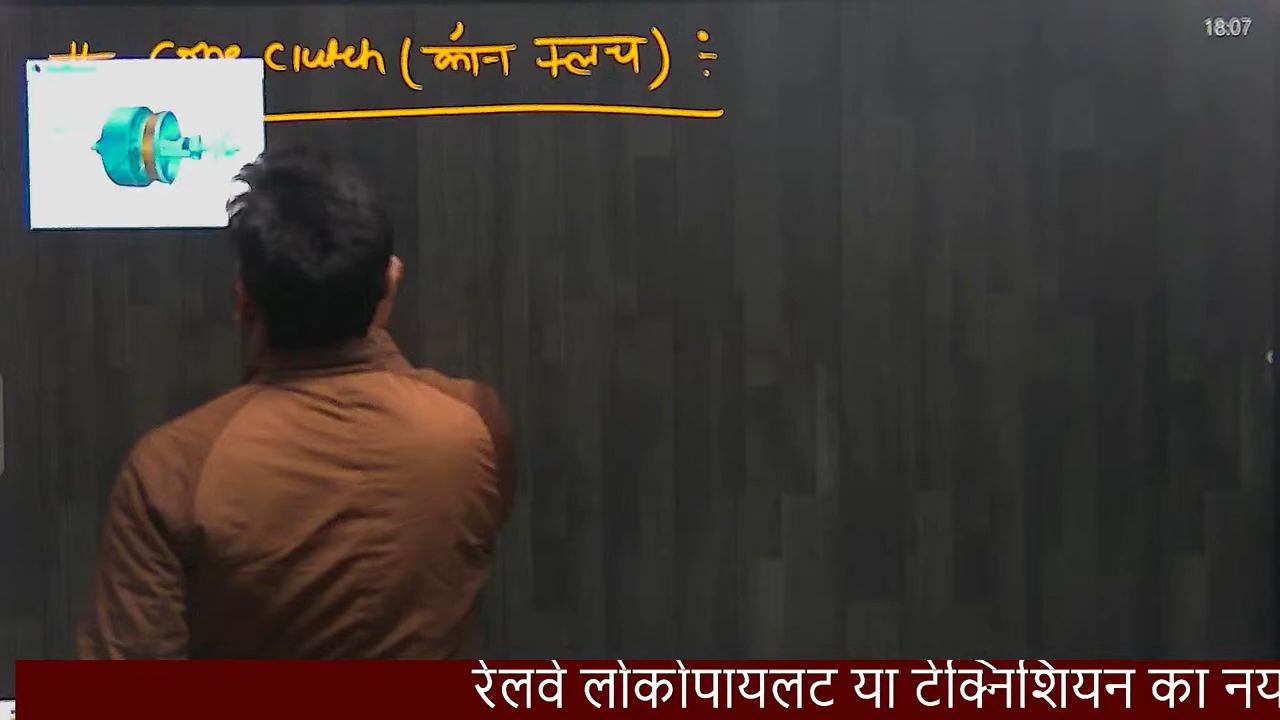 18:07
# Cone Clutch (कॉन क्लच) :
रेलवे लोकोपायलट या टेक्निशियन का नय